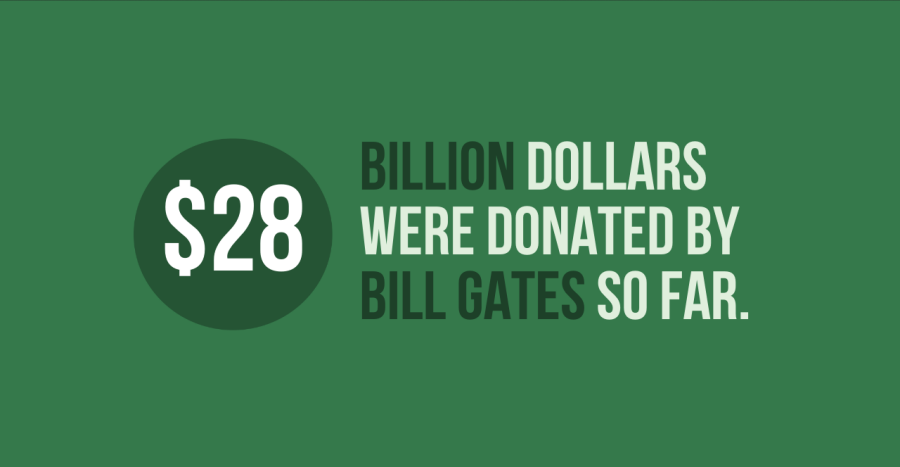 $28
BILLION DOLLARS
WERE DONATED BY
BILL GATES SO FAR.